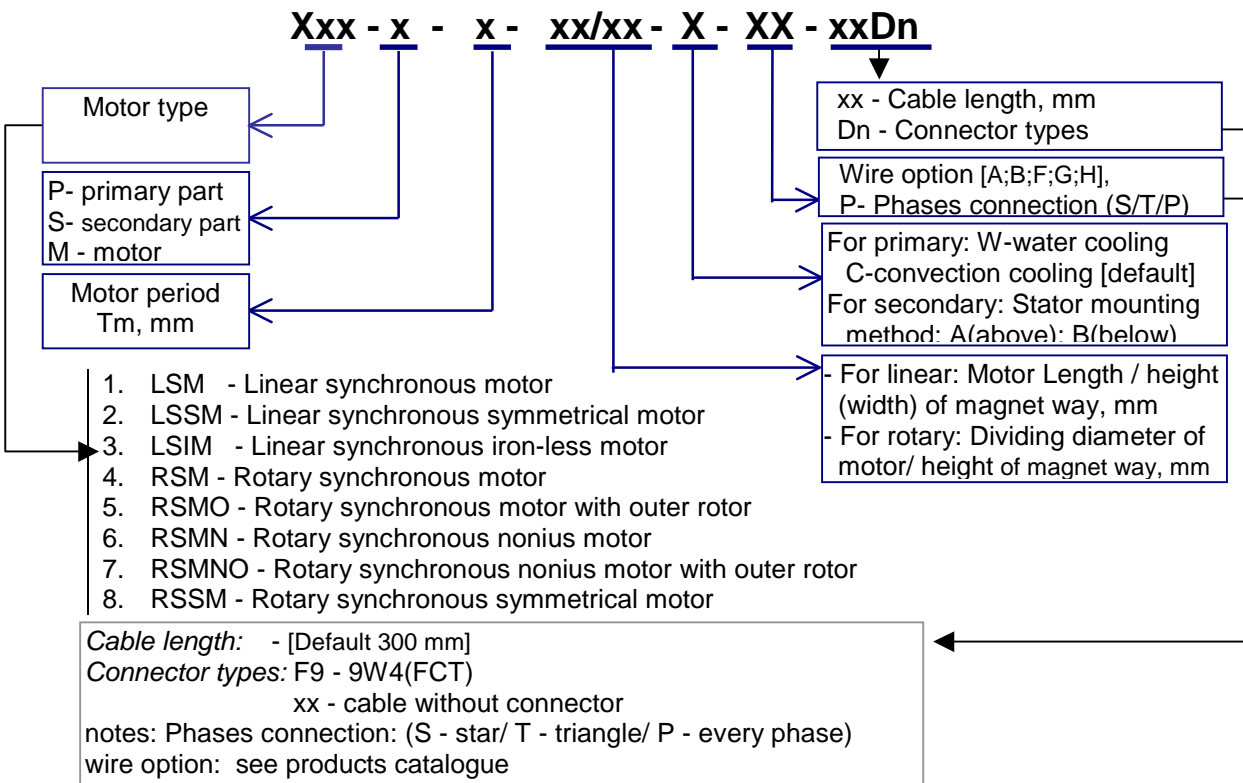 Xxx - x - x - xx/xx - X - XX - xxDn
Motor type
P- primary part
S- secondary part
M - motor
Motor period
Tm, mm
xx - Cable length, mm
Dn - Connector types
Wire option [A;B;F;G;H],
P- Phases connection (S/T/P)
For primary: W-water cooling
C-convection cooling [default]
For secondary: Stator mounting
method: A(above); B(below)
- For linear: Motor Length / height
(width) of magnet way, mm
- For rotary: Dividing diameter of
motor/ height of magnet way, mm
1. LSM - Linear synchronous motor
2. LSSM - Linear synchronous symmetrical motor
3. LSIM - Linear synchronous iron-less motor
4. RSM - Rotary synchronous motor
5. RSMO - Rotary synchronous motor with outer rotor
6. RSMN - Rotary synchronous nonius motor
7. RSMNO - Rotary synchronous nonius motor with outer rotor
8. RSSM - Rotary synchronous symmetrical motor
Cable length: - [Default 300 mm]
Connector types: F9 - 9W4(FCT)
xx - cable without connector
notes: Phases connection: (S - star/ T - triangle/ P - every phase)
wire option: see products catalogue